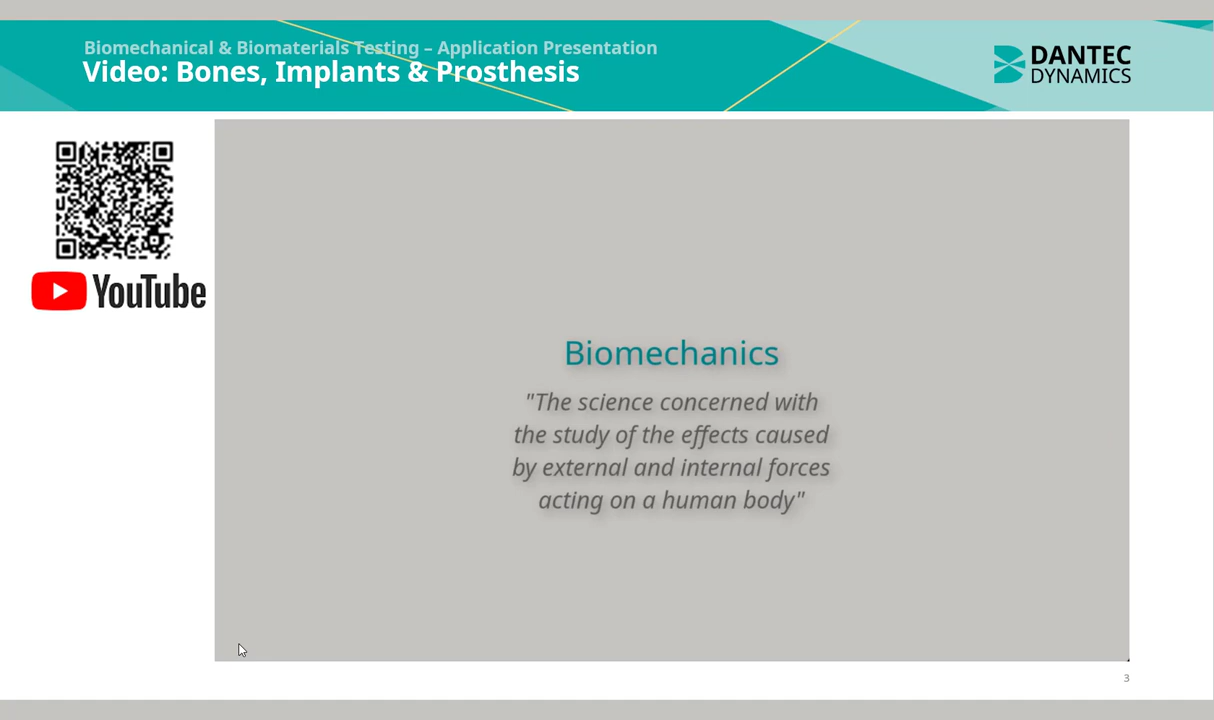 Biomechanical & Biomaterials Testing – Application Presentation
Video: Bones, Implants & Prosthesis
DANTEC
DYNAMICS
YouTube
Biomechanics
"The science concerned with
the study of the effects caused
by external and internal forces
acting on a human body"
3